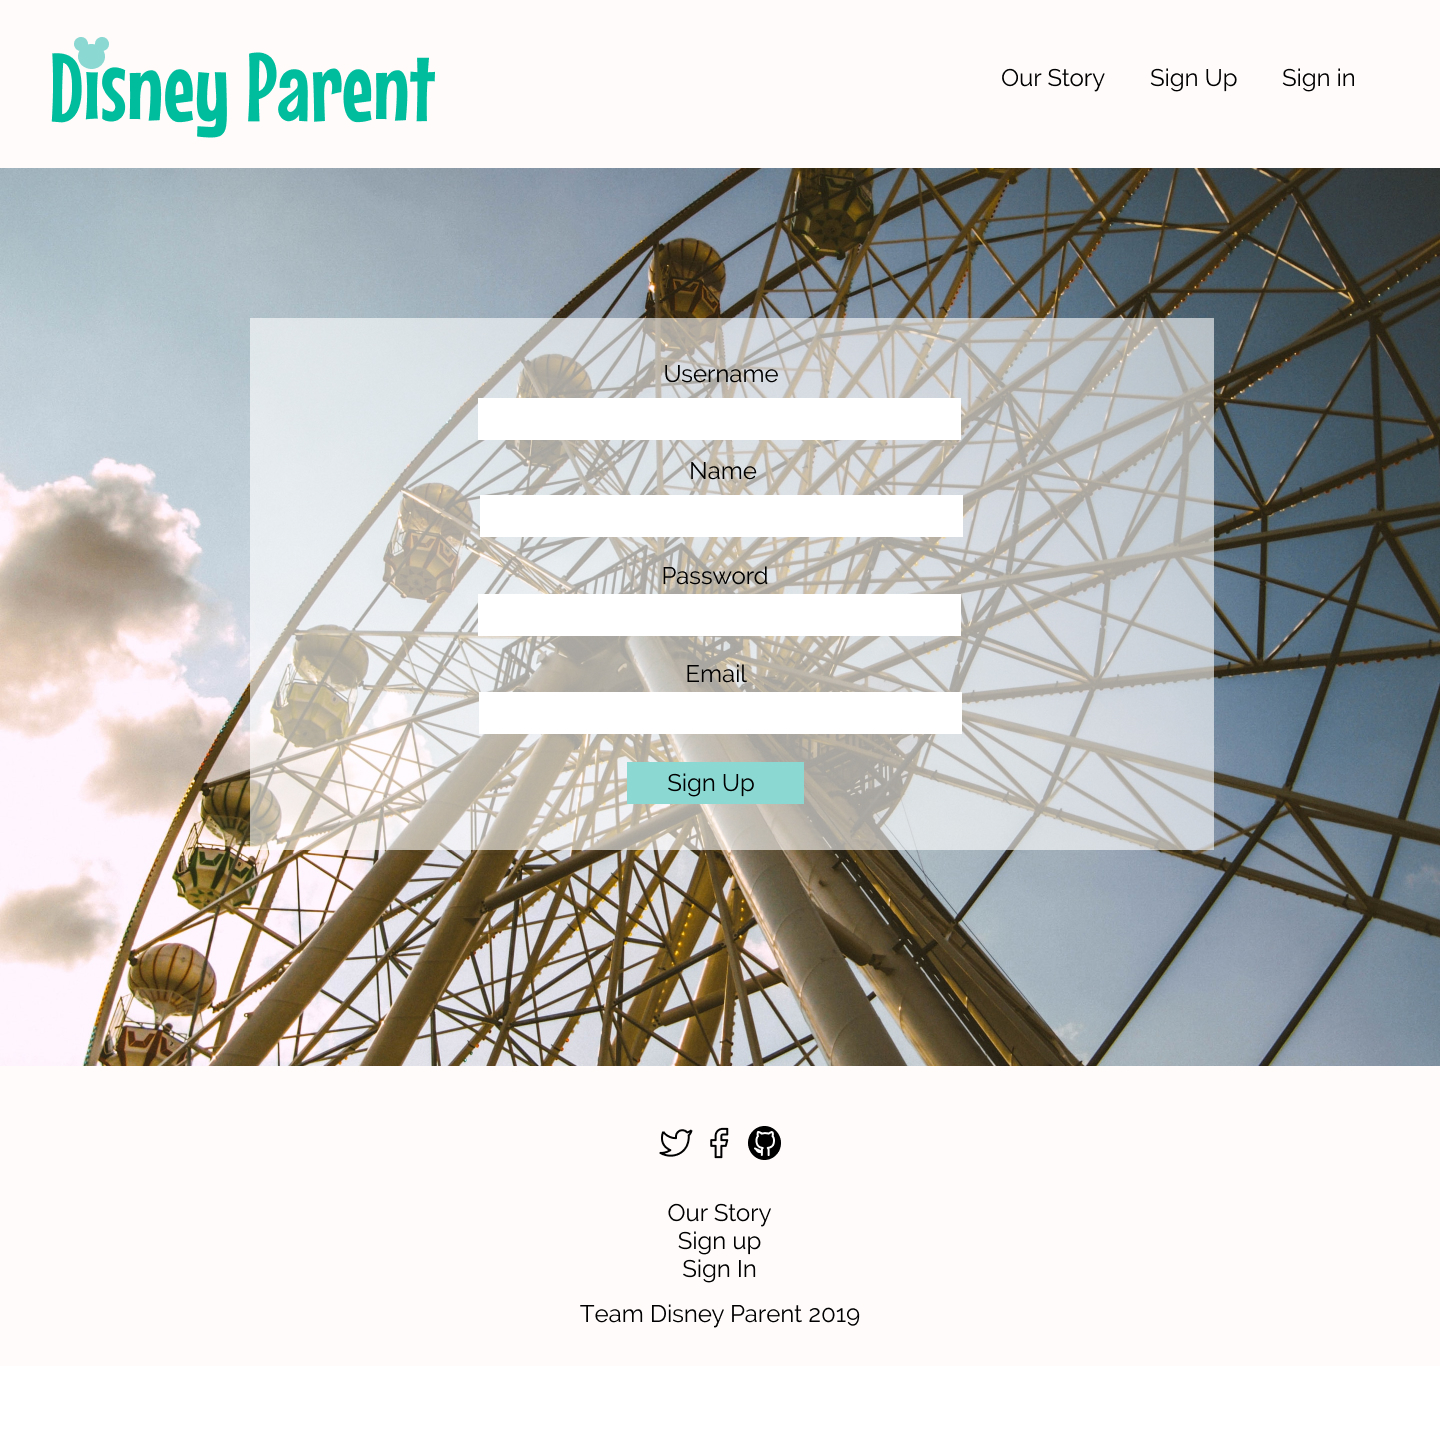 Disney Parent
Our Story Sign Up Sign in
Username
Name
Password
Email
Sign Up
Our Story
Sign up
Sign In
Team Disney Parent 2019